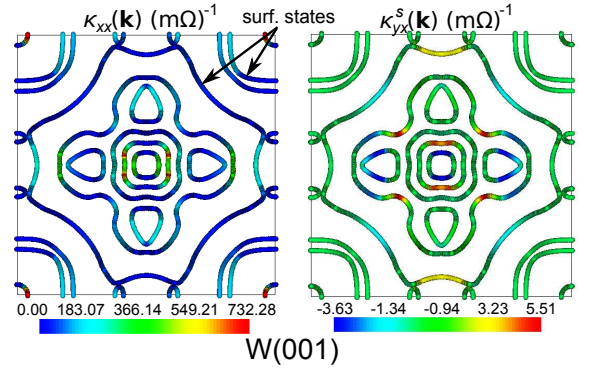 κxx(k) (mΩ)⁻¹ surf. states κˢyx(k) (mΩ)⁻¹
0.00 183.07 366.14 549.21 732.28 -3.63 -1.34 -0.94 3.23 5.51
W(001)